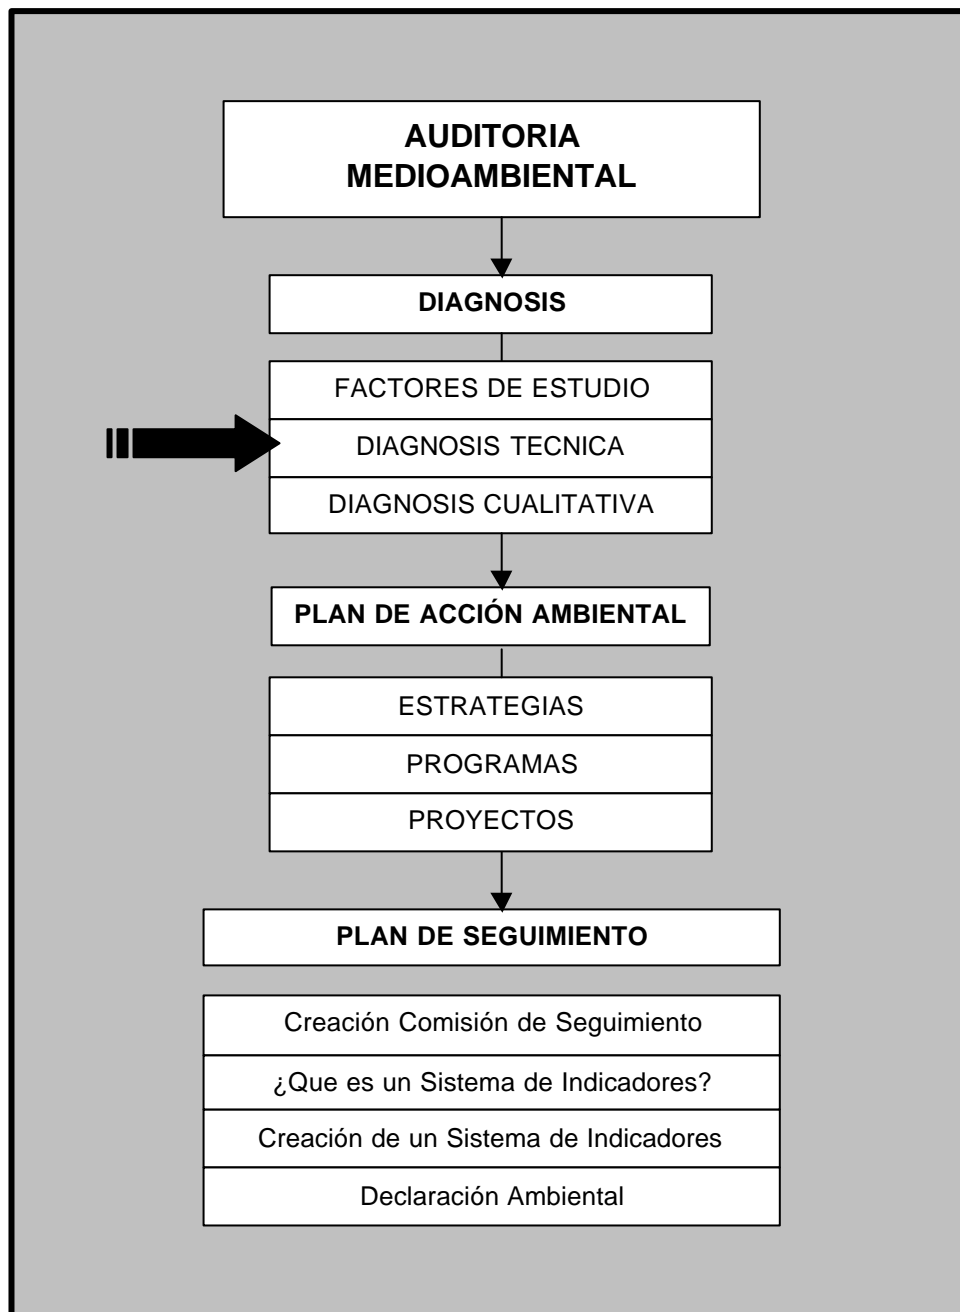 AUDITORIA
MEDIOAMBIENTAL
DIAGNOSIS
FACTORES DE ESTUDIO
DIAGNOSIS TECNICA
DIAGNOSIS CUALITATIVA
PLAN DE ACCIÓN AMBIENTAL
ESTRATEGIAS
PROGRAMAS
PROYECTOS
PLAN DE SEGUIMIENTO
Creación Comisión de Seguimiento
¿Que es un Sistema de Indicadores?
Creación de un Sistema de Indicadores
Declaración Ambiental